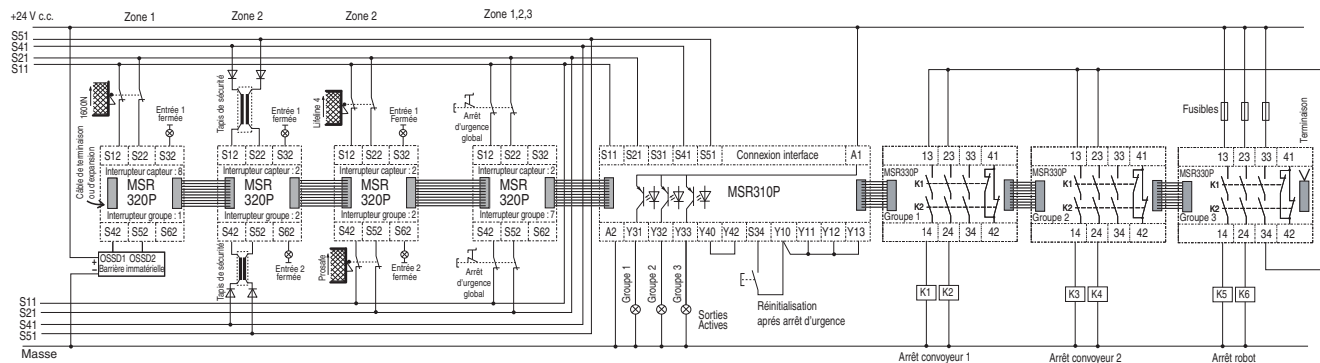 +24 V c.c.
Zone 1
Zone 2
Zone 2
Zone 1,2,3
S51
S41
S21
S11
1600N
Tapis de sécurité
Entrée 1
fermée
Lifeline 4
Entrée 1
fermée
Arrêt
d'urgence
global
Entrée 1
fermée
Fusibles
Terminaison
Câble de terminaison
ou d'expansion
S12 S22 S32
Interrupteur capteur : 8
MSR
320P
Interrupteur groupe : 1
S42 S52 S62
S12 S22 S32
Interrupteur capteur : 2
MSR
320P
Interrupteur groupe : 2
S42 S52 S62
S12 S22 S32
Interrupteur capteur : 2
MSR
320P
Interrupteur groupe : 2
S42 S52 S62
S12 S22 S32
Interrupteur capteur : 2
MSR
320P
Interrupteur groupe : 7
S42 S52 S62
S11 S21 S31 S41 S51 Connexion interface A1
MSR310P
A2 Y31 Y32 Y33 Y40 Y42 S34 Y10 Y11 Y12 Y13
13 23 33 41
MSR330P
K1
K2
Groupe 1
14 24 34 42
13 23 33 41
MSR330P
K1
K2
Groupe 2
14 24 34 42
13 23 33 41
MSR330P
K1
K2
Groupe 3
14 24 34 42
OSSD1 OSSD2
Barrière immatérielle
+
–
Tapis de sécurité
Entrée 2
fermée
Prosafe
Entrée 2
fermée
Arrêt
d'urgence
global
Groupe 1
Groupe 2
Groupe 3
Sorties
Actives
Réinitialisation
aprés arrêt d'urgence
K1 K2
K3 K4
K5 K6
S11
S21
S41
S51
Masse
Arrêt convoyeur 1
Arrêt convoyeur 2
Arrêt robot